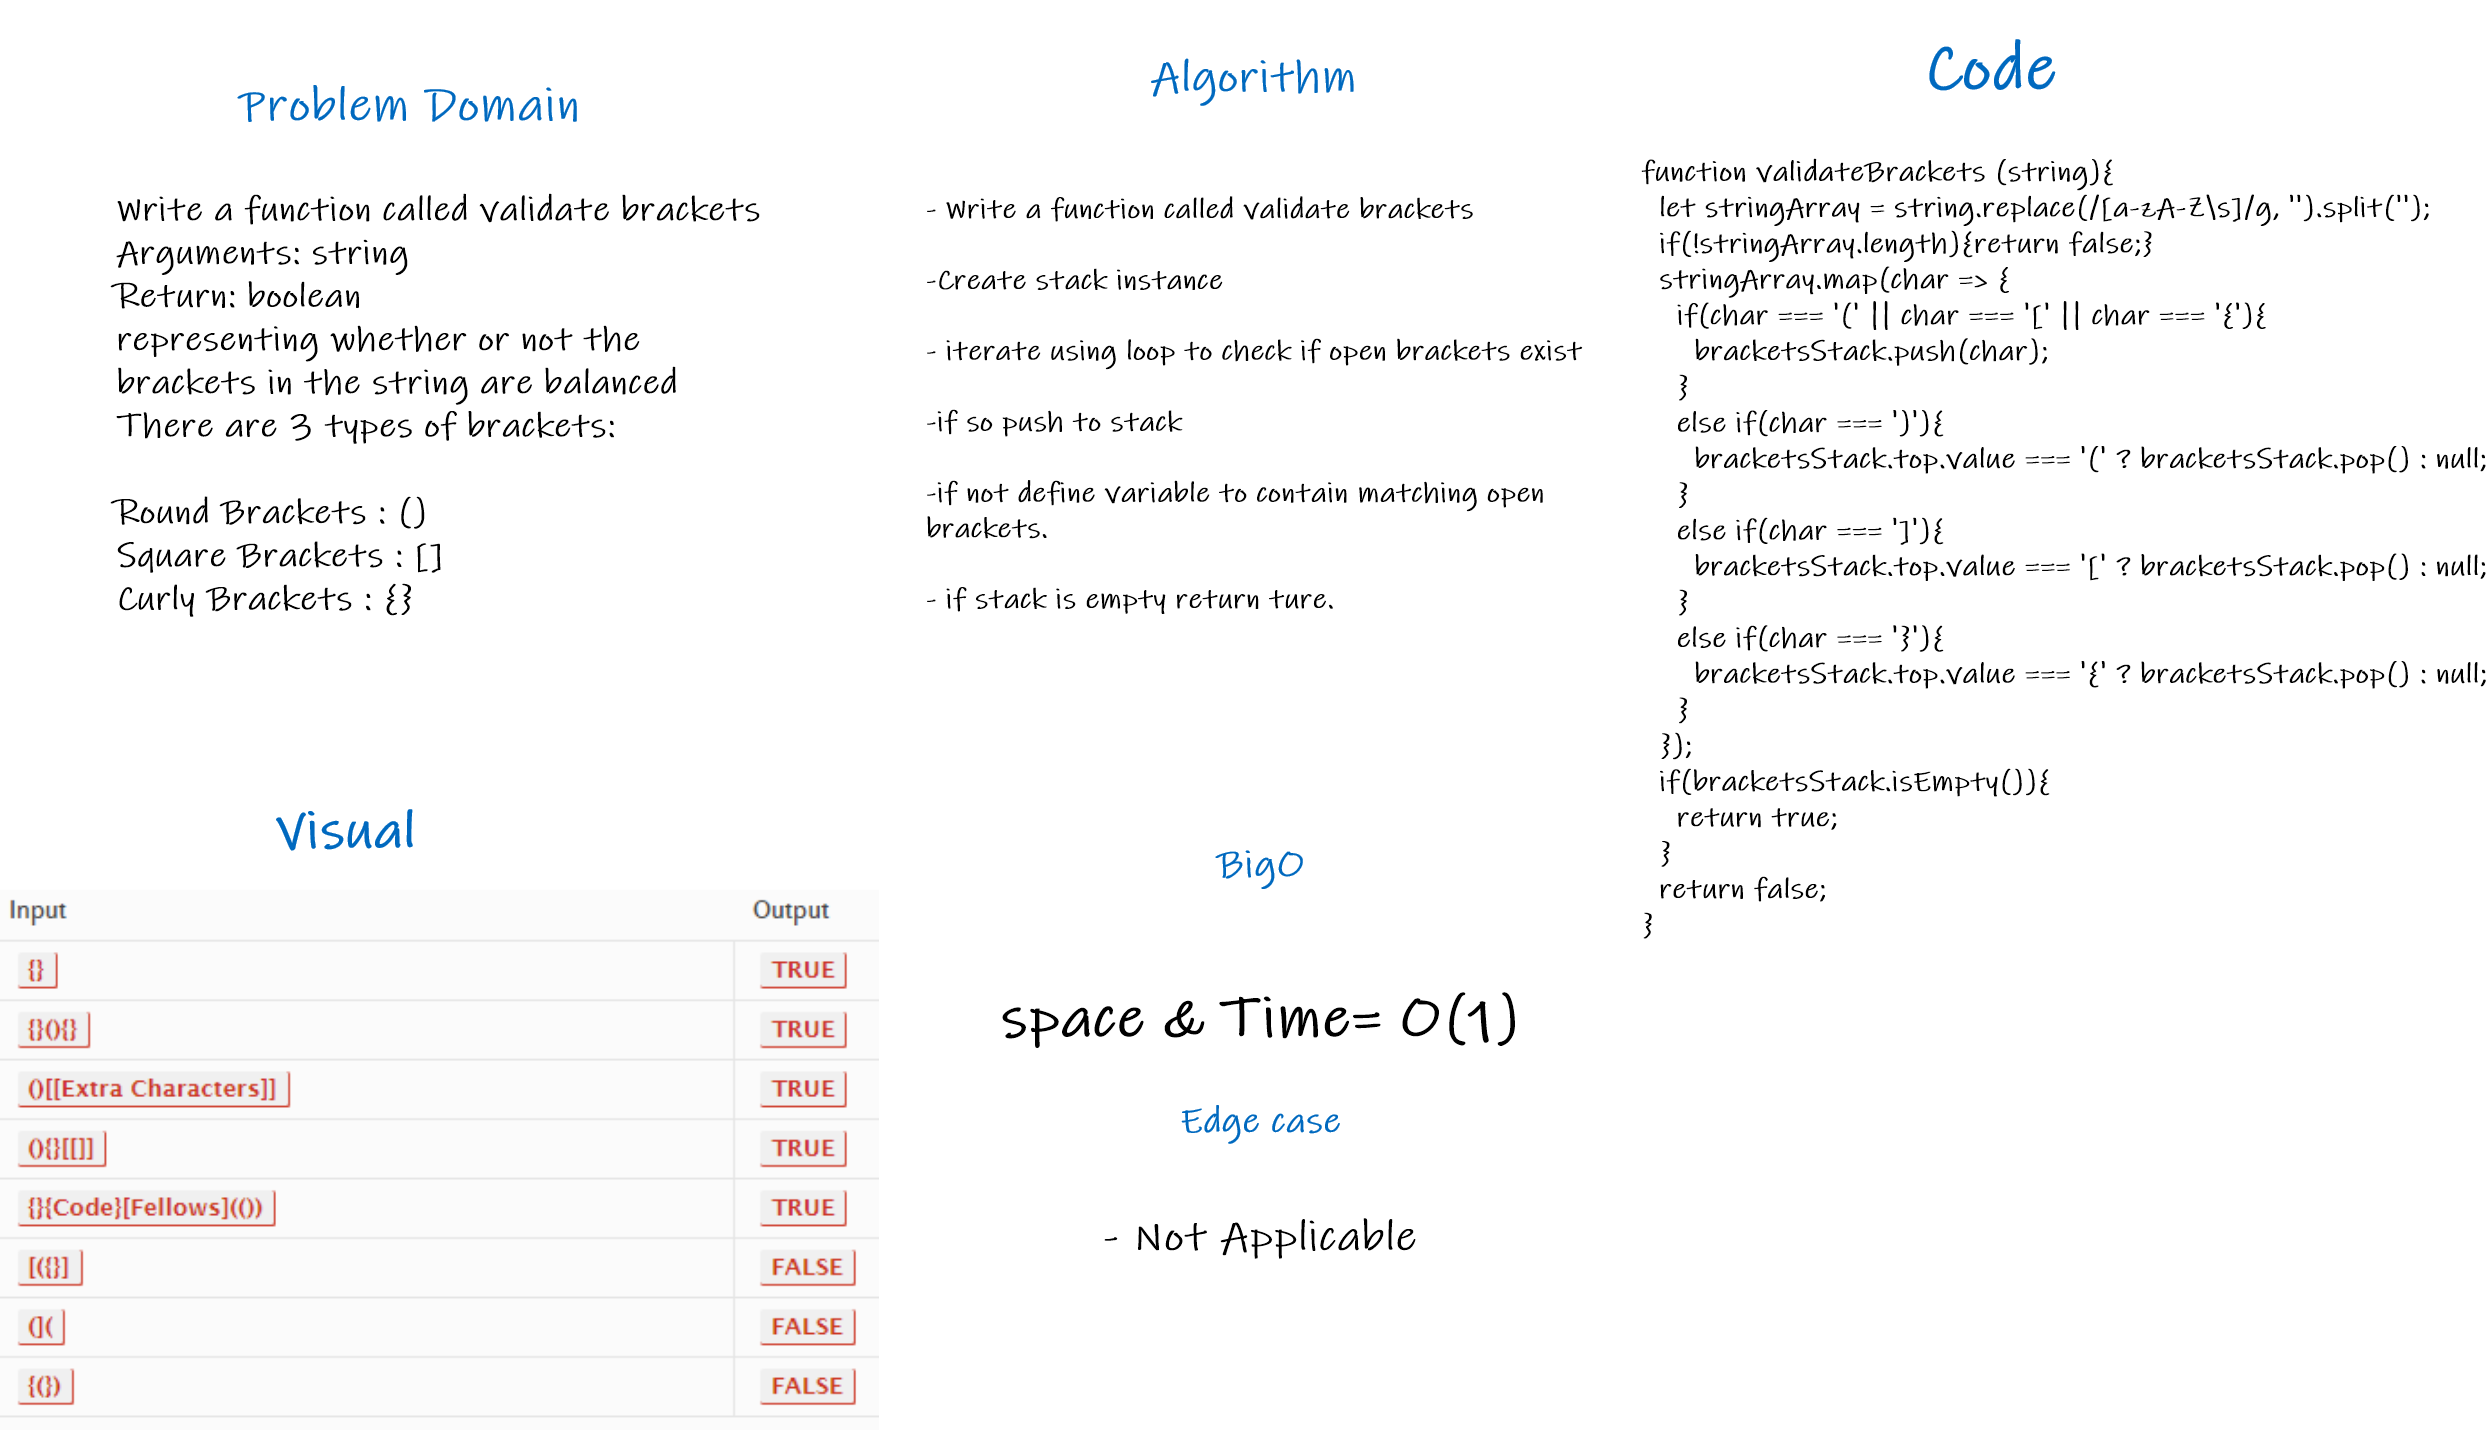 Problem Domain
Write a function called validate brackets
Arguments: string
Return: boolean
representing whether or not the
brackets in the string are balanced
There are 3 types of brackets:
Round Brackets : ()
Square Brackets : []
Curly Brackets : {}
Algorithm
- Write a function called validate brackets
-Create stack instance
- iterate using loop to check if open brackets exist
-if so push to stack
-if not define variable to contain matching open
brackets.
- if stack is empty return ture.
Code
function validateBrackets (string){
let stringArray = string.replace(/[a-zA-Z\s]/g, '').split('');
if(!stringArray.length){return false;}
stringArray.map(char => {
if(char === '(' || char === '[' || char === '{'){
bracketsStack.push(char);
}
else if(char === ')'){
bracketsStack.top.value === '(' ? bracketsStack.pop() : null;
}
else if(char === ']'){
bracketsStack.top.value === '[' ? bracketsStack.pop() : null;
}
else if(char === '}'){
bracketsStack.top.value === '{' ? bracketsStack.pop() : null;
}
});
if(bracketsStack.isEmpty()){
return true;
}
return false;
}
Visual
Input Output
{} TRUE
{}(){} TRUE
()[[Extra Characters]] TRUE
(){}[[]] TRUE
{}{Code}[Fellows](()) TRUE
[({}] FALSE
(]( FALSE
{(}) FALSE
BigO
space & Time= O(1)
Edge case
- Not Applicable